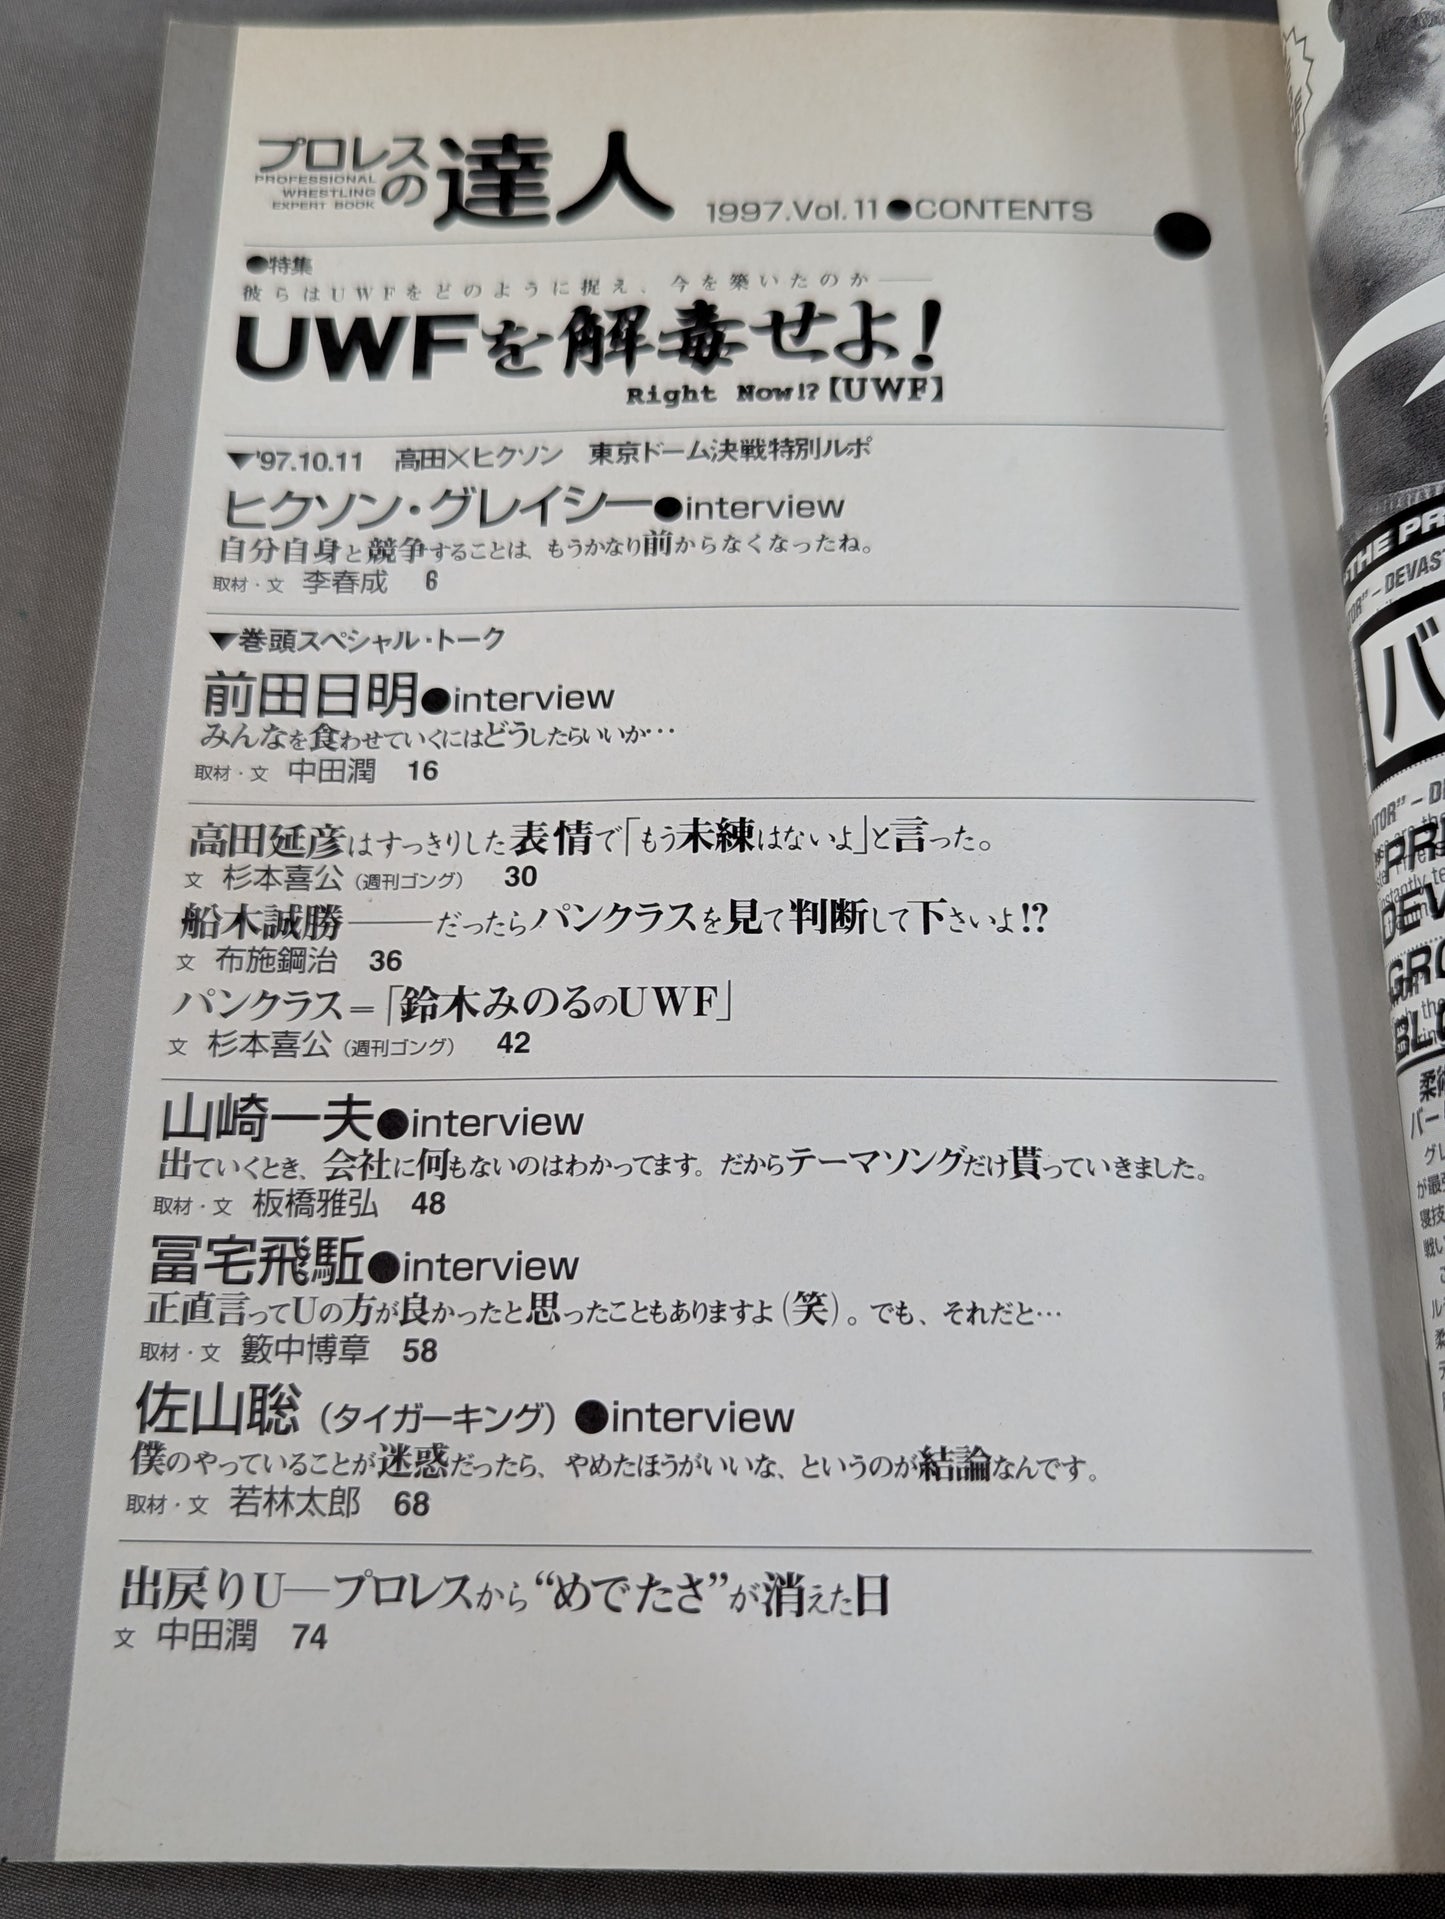 プロレスの達人
PROFESSIONAL
WRESTLING
EXPERT BOOK
1997.Vol.11●CONTENTS
●特集
彼らはUWFをどのように捉え、今を築いたのか――
UWFを解毒せよ！
Right Now!?【UWF】
▼'97.10.11 高田×ヒクソン 東京ドーム決戦特別ルポ
ヒクソン・グレイシー●interview
自分自身と競争することは、もうかなり前からなくなったね。
取材・文 李春成 6
▼巻頭スペシャル・トーク
前田日明●interview
みんなを食わせていくにはどうしたらいいか…
取材・文 中田潤 16
高田延彦はすっきりした表情で「もう未練はないよ」と言った。
文 杉本喜公（週刊ゴング） 30
船木誠勝――だったらパンクラスを見て判断して下さいよ!?
文 布施鋼治 36
パンクラス＝「鈴木みのるのUWF」
文 杉本喜公（週刊ゴング） 42
山崎一夫●interview
出ていくとき、会社に何もないのはわかってます。だからテーマソングだけ貰っていきました。
取材・文 板橋雅弘 48
冨宅飛駈●interview
正直言ってUの方が良かったと思ったこともありますよ（笑）。でも、それだと…
取材・文 籔中博章 58
佐山聡（タイガーキング）●interview
僕のやっていることが迷惑だったら、やめたほうがいいな、というのが結論なんです。
取材・文 若林太郎 68
出戻りU―プロレスから“めでたさ”が消えた日
文 中田潤 74
THE PR
DEVAST
バ
PR
DEV
GRO
BLO